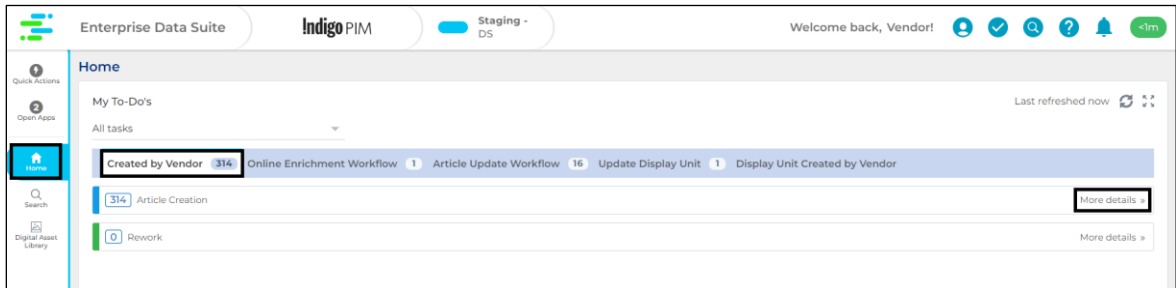 Enterprise Data Suite
!ndigo PIM
Staging -
DS
Welcome back, Vendor!
<1m
Quick Actions
2
Open Apps
Home
Search
Digital Asset
Library
Home
My To-Do's
Last refreshed now
All tasks
Created by Vendor 314 Online Enrichment Workflow 1 Article Update Workflow 16 Update Display Unit 1 Display Unit Created by Vendor
314 Article Creation More details »
0 Rework More details »